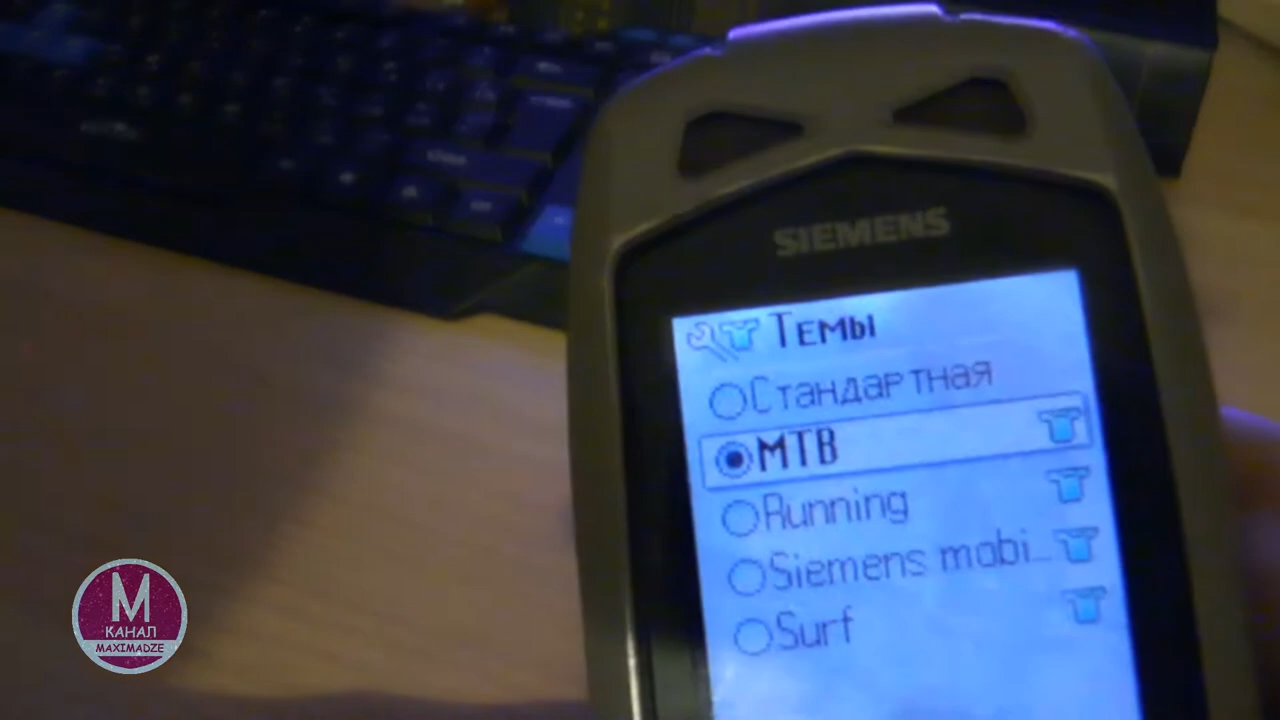 SIEMENS
Темы
Стандартная
MTB
Running
Siemens mobi...
Surf
М
КАНАЛ
MAXIMADZE